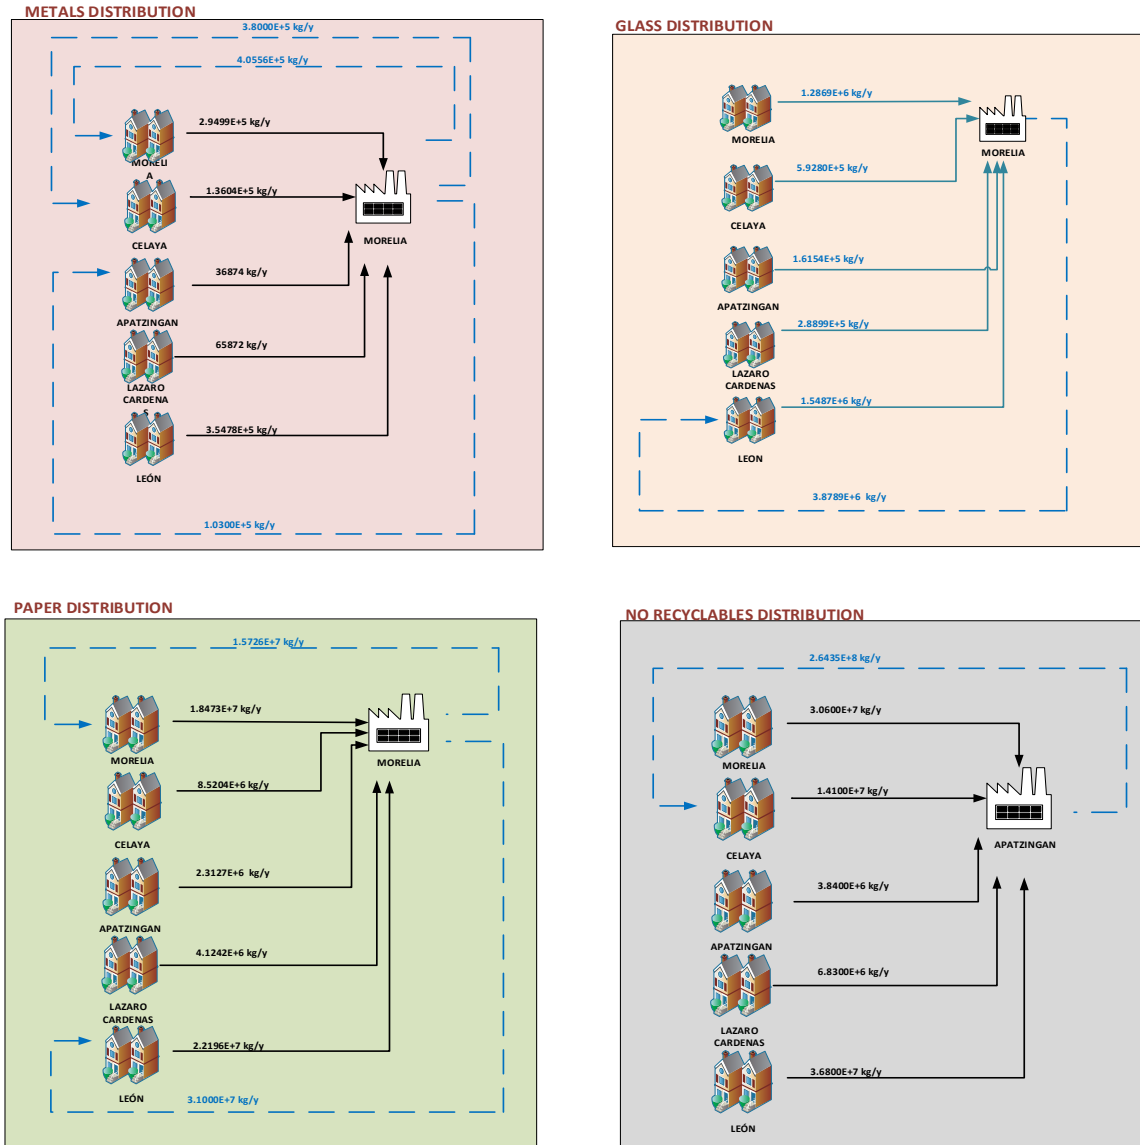 METALS DISTRIBUTION
3.8000E+5 kg/y
4.0556E+5 kg/y
2.9499E+5 kg/y
MORELI
A
1.3604E+5 kg/y
CELAYA
MORELIA
36874 kg/y
APATZINGAN
65872 kg/y
LAZARO
CARDENA
S
3.5478E+5 kg/y
LEÓN
1.0300E+5 kg/y
GLASS DISTRIBUTION
1.2869E+6 kg/y
MORELIA
MORELIA
5.9280E+5 kg/y
CELAYA
1.6154E+5 kg/y
APATZINGAN
2.8899E+5 kg/y
LAZARO
CARDENAS
1.5487E+6 kg/y
LEON
3.8789E+6 kg/y
PAPER DISTRIBUTION
1.5726E+7 kg/y
1.8473E+7 kg/y
MORELIA
MORELIA
8.5204E+6 kg/y
CELAYA
2.3127E+6 kg/y
APATZINGAN
4.1242E+6 kg/y
LAZARO
CARDENAS
2.2196E+7 kg/y
LEÓN
3.1000E+7 kg/y
NO RECYCLABLES DISTRIBUTION
2.6435E+8 kg/y
3.0600E+7 kg/y
MORELIA
1.4100E+7 kg/y
CELAYA
APATZINGAN
3.8400E+6 kg/y
APATZINGAN
6.8300E+6 kg/y
LAZARO
CARDENAS
3.6800E+7 kg/y
LEÓN